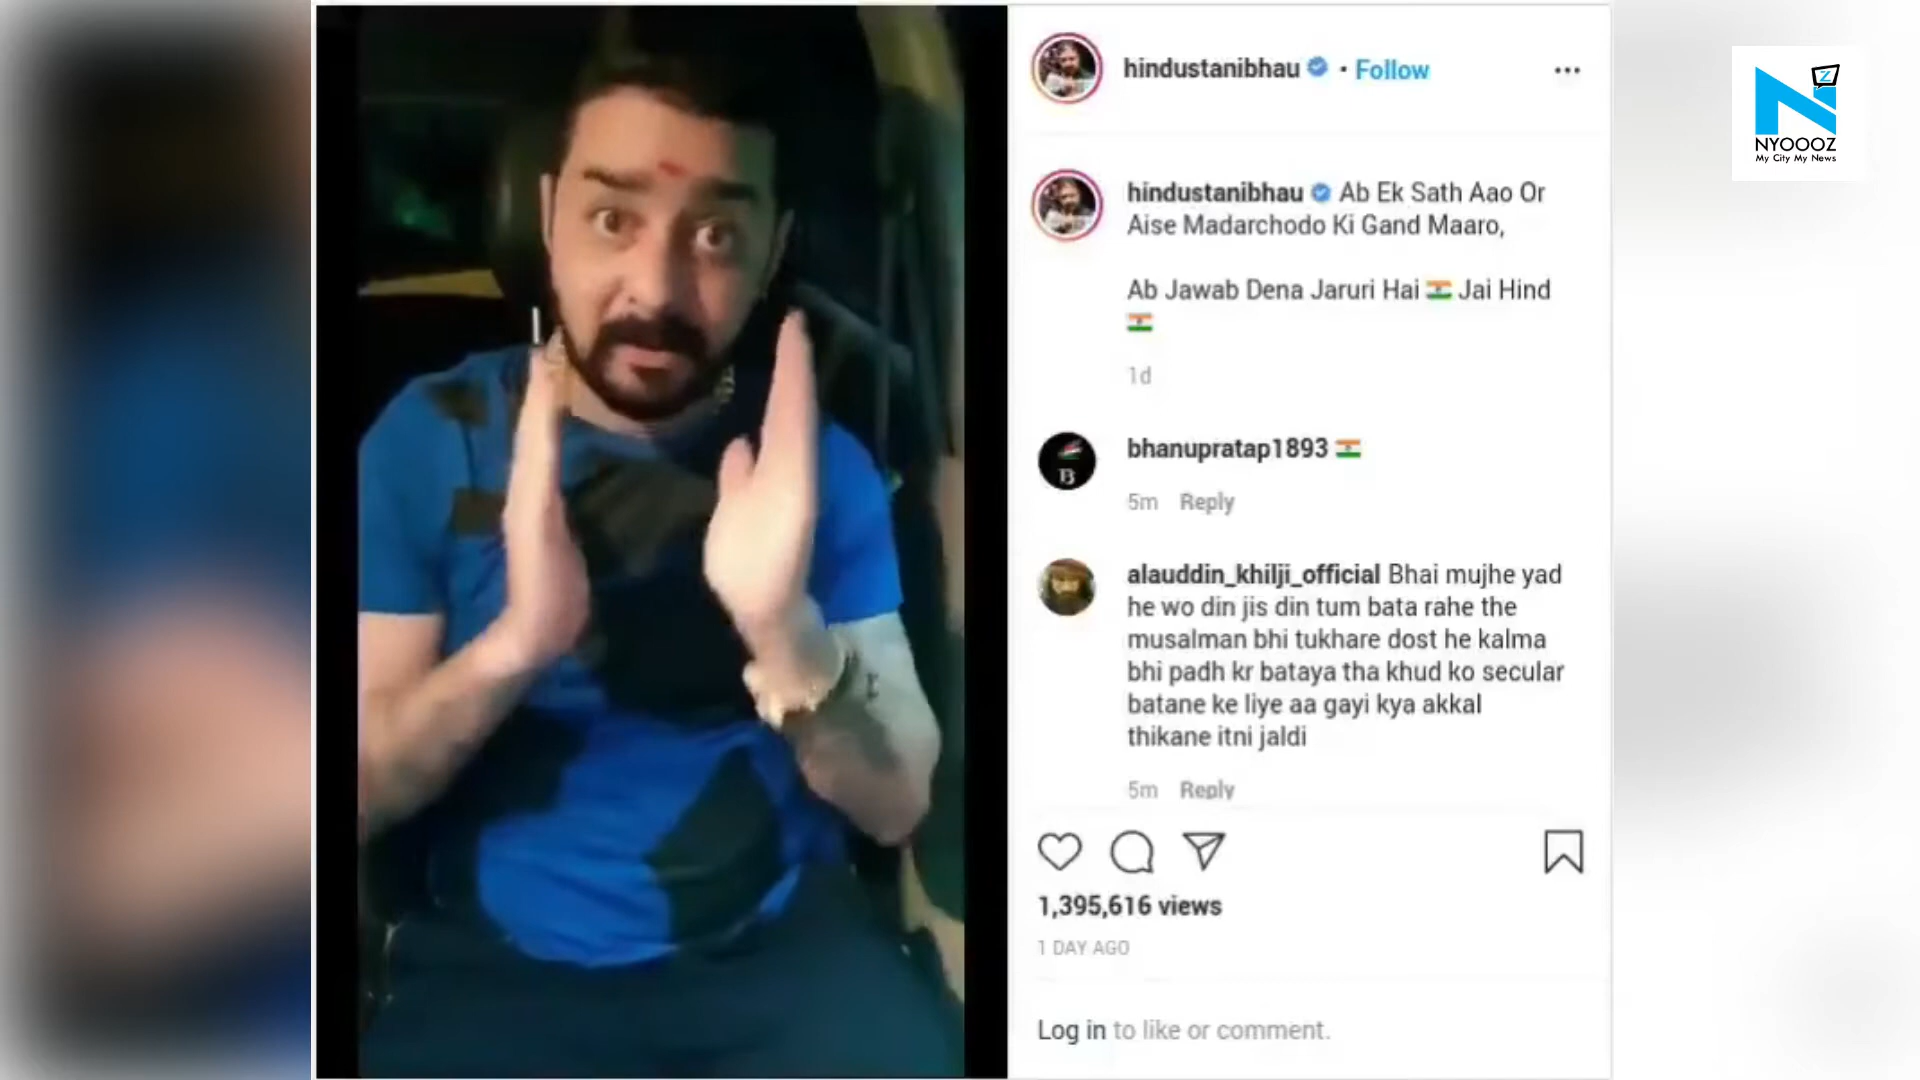 hindustanibhau • Follow
NYOOOZ
My City My News
hindustanibhau Ab Ek Sath Aao Or
Aise Madarchodo Ki Gand Maaro,
Ab Jawab Dena Jaruri Hai 🇮🇳 Jai Hind
🇮🇳
1d
bhanupratap1893 🇮🇳
B
5m Reply
alauddin_khilji_official Bhai mujhe yad
he wo din jis din tum bata rahe the
musalman bhi tukhare dost he kalma
bhi padh kr bataya tha khud ko secular
batane ke liye aa gayi kya akkal
thikane itni jaldi
5m Reply
1,395,616 views
1 DAY AGO
Log in to like or comment.